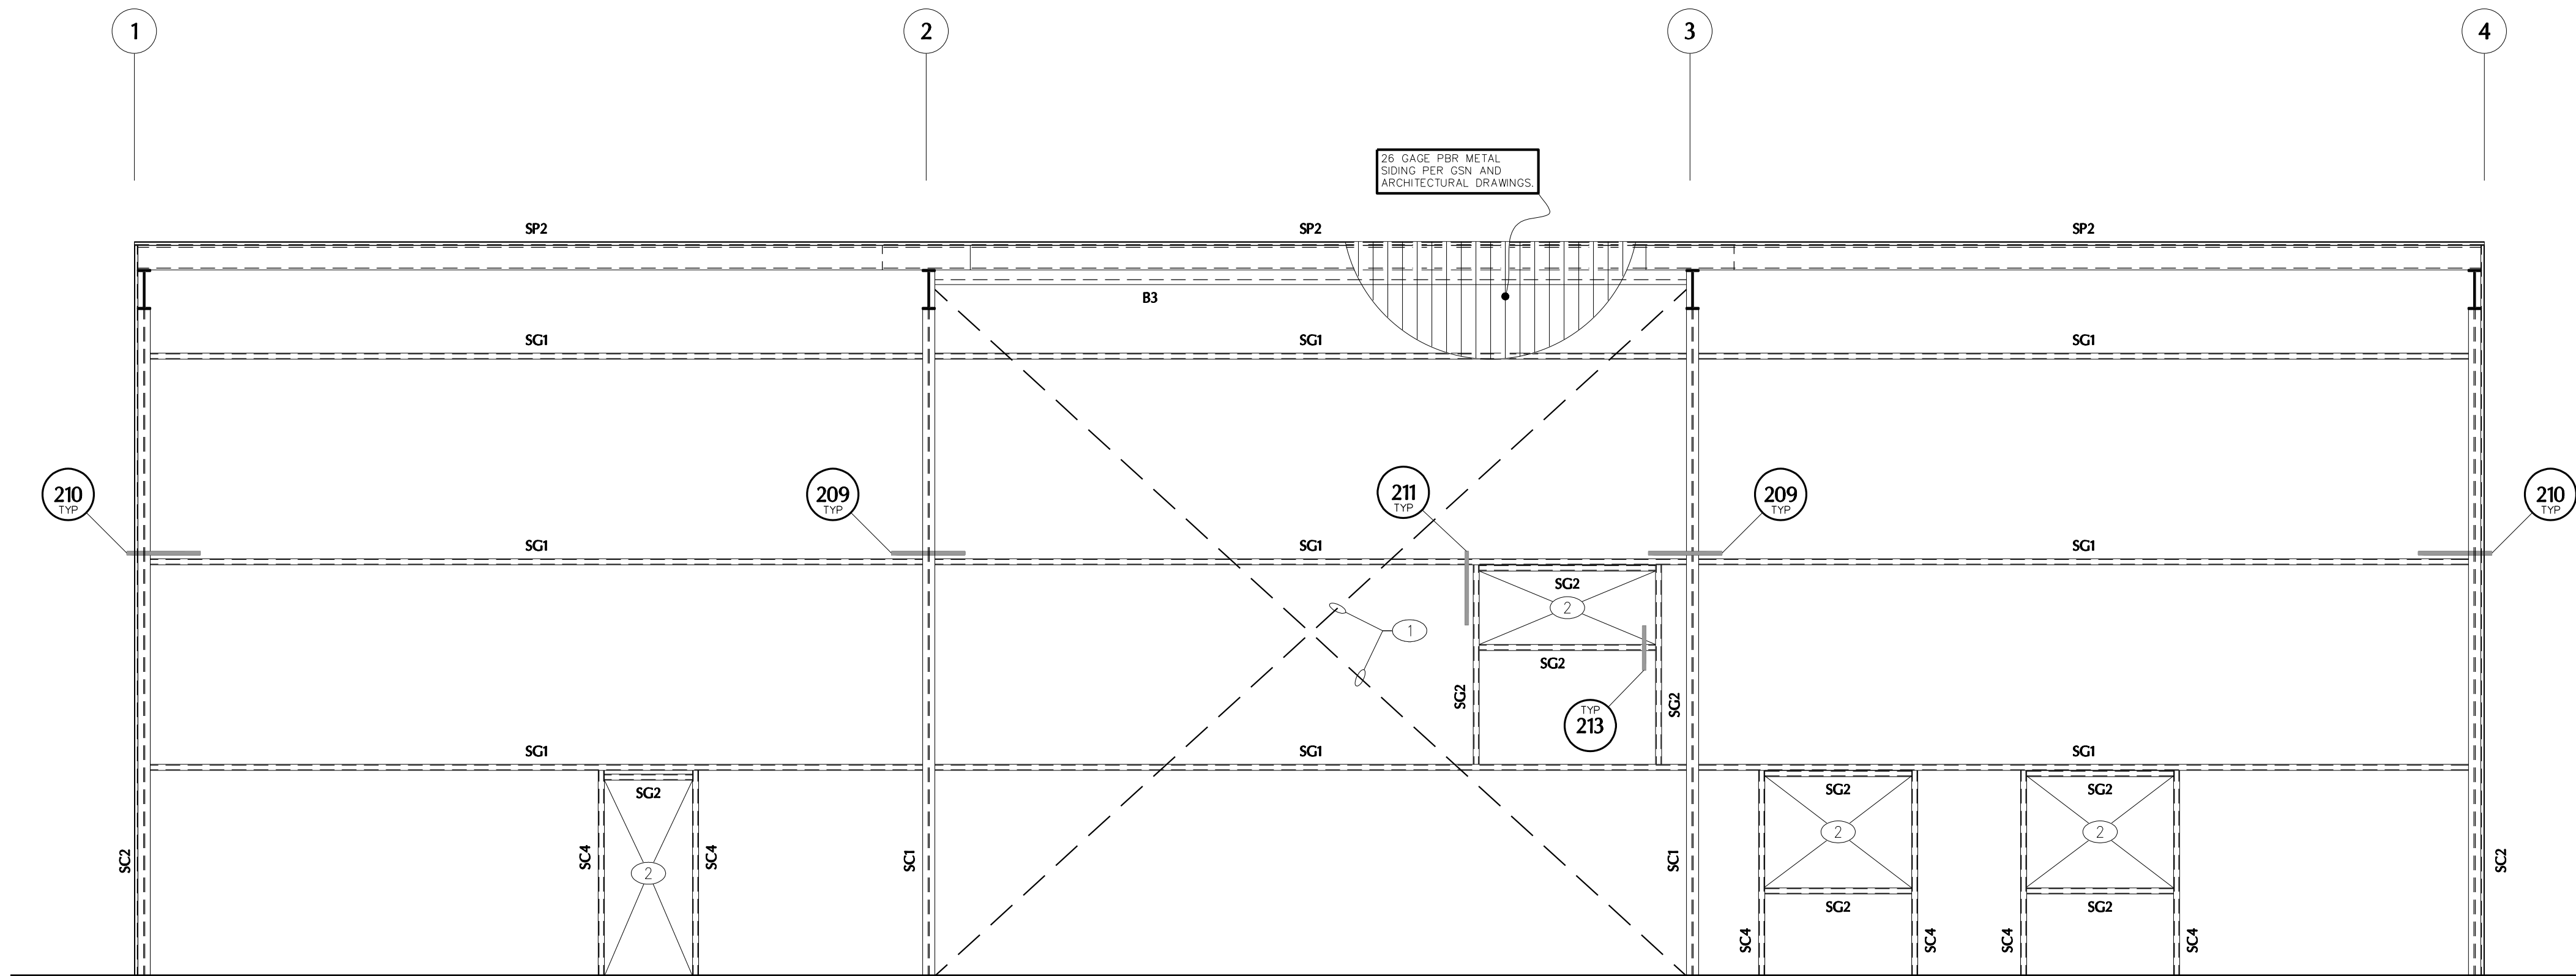 1
2
3
4
26 GAGE PBR METAL
SIDING PER GSN AND
ARCHITECTURAL DRAWINGS.
SP2
SP2
SP2
B3
SG1
SG1
SG1
210
TYP
209
TYP
211
TYP
209
TYP
210
TYP
SG1
SG1
SG1
SG2
2
1
SG2
SG2
SG2
TYP
213
SG1
SG1
SG1
SG2
SG2
SG2
2
2
2
SC2
SC4
SC4
SC1
SC1
SC2
SG2
SG2
SC4
SC4
SC4
SC4